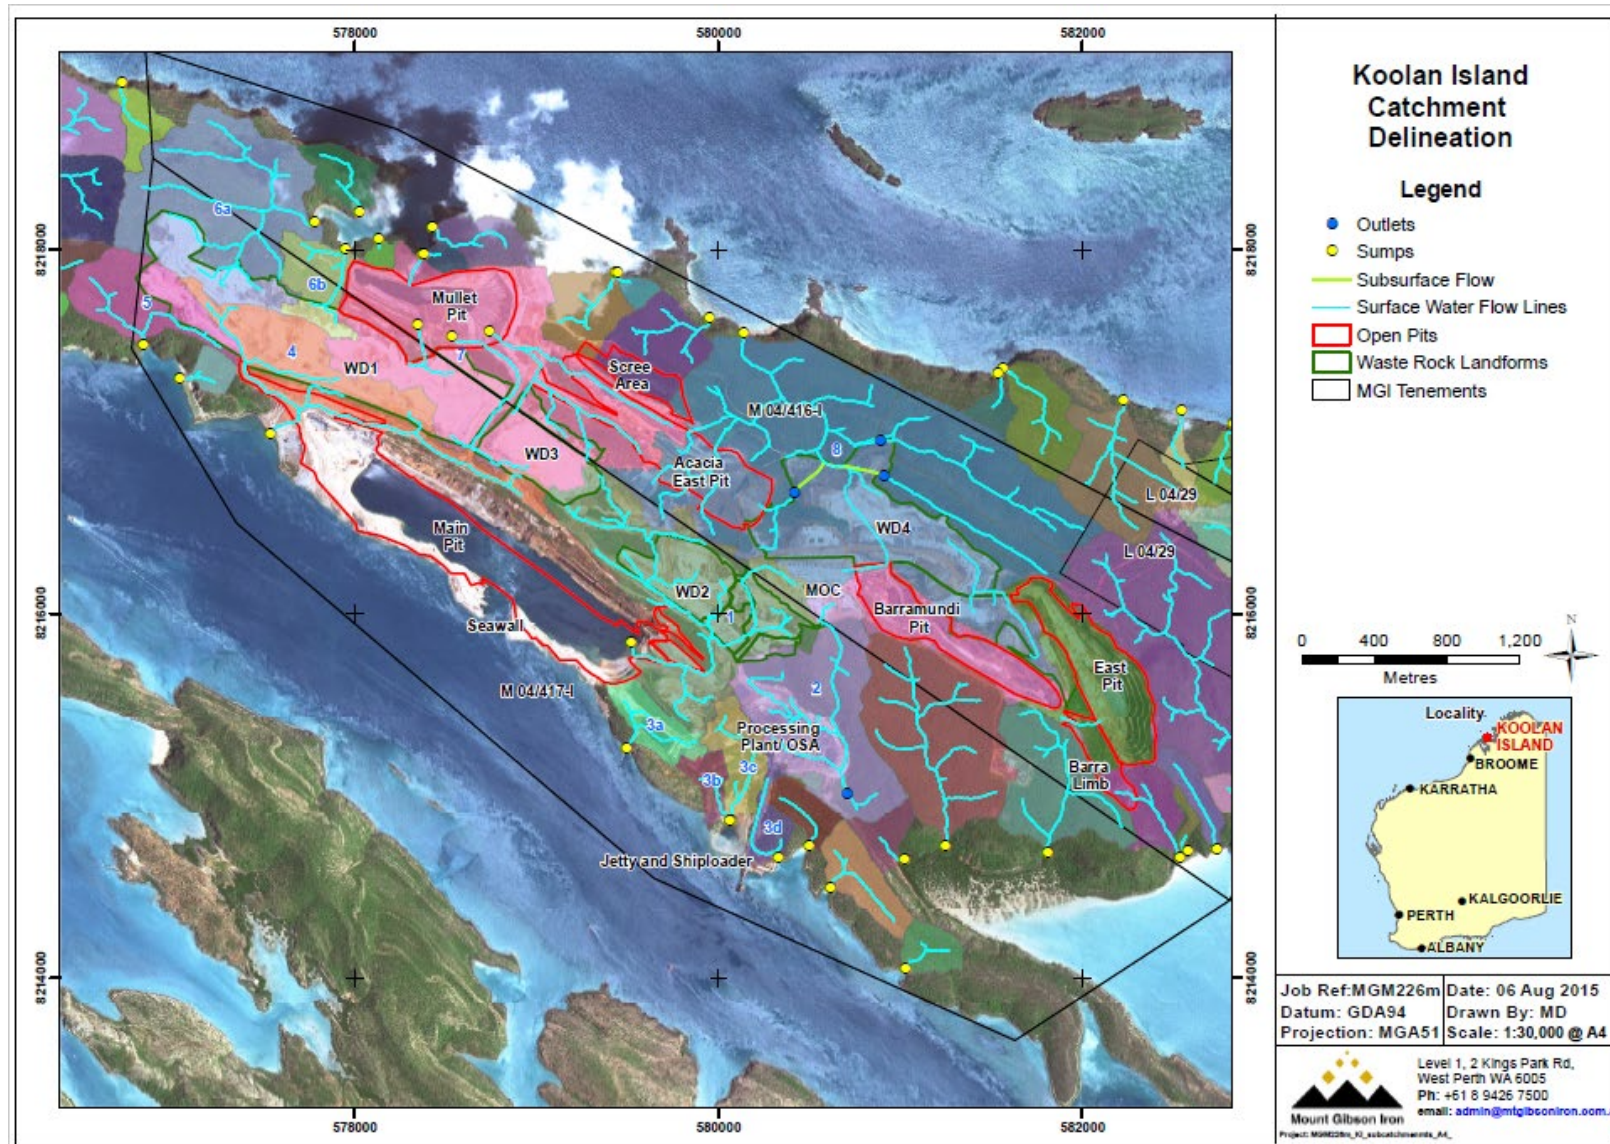 578000
580000
582000
8218000
8218000
6a
6b
Mullet
Pit
5
4
WD1
7
Scree
Area
M 04/416-I
8
WD3
Acacia
East Pit
L 04/29
WD4
L 04/29
Main
Pit
WD2
MOC
Barramundi
Pit
8216000
8216000
1
Seawall
East
Pit
M 04/417-I
2
3a
Processing
Plant/ OSA
3b
3c
Barra
Limb
3d
Jetty and Shiploader
8214000
8214000
578000
580000
582000
Koolan Island
Catchment
Delineation
Legend
Outlets
Sumps
Subsurface Flow
Surface Water Flow Lines
Open Pits
Waste Rock Landforms
MGI Tenements
N
0 400 800 1,200
Metres
Locality
KOOLAN
ISLAND
BROOME
KARRATHA
KALGOORLIE
PERTH
ALBANY
Job Ref:MGM226m Date: 06 Aug 2015
Datum: GDA94 Drawn By: MD
Projection: MGA51 Scale: 1:30,000 @ A4
Mount Gibson Iron
Level 1, 2 Kings Park Rd,
West Perth WA 6005
Ph: +61 8 9426 7500
email: admin@mtgibsoniron.com.